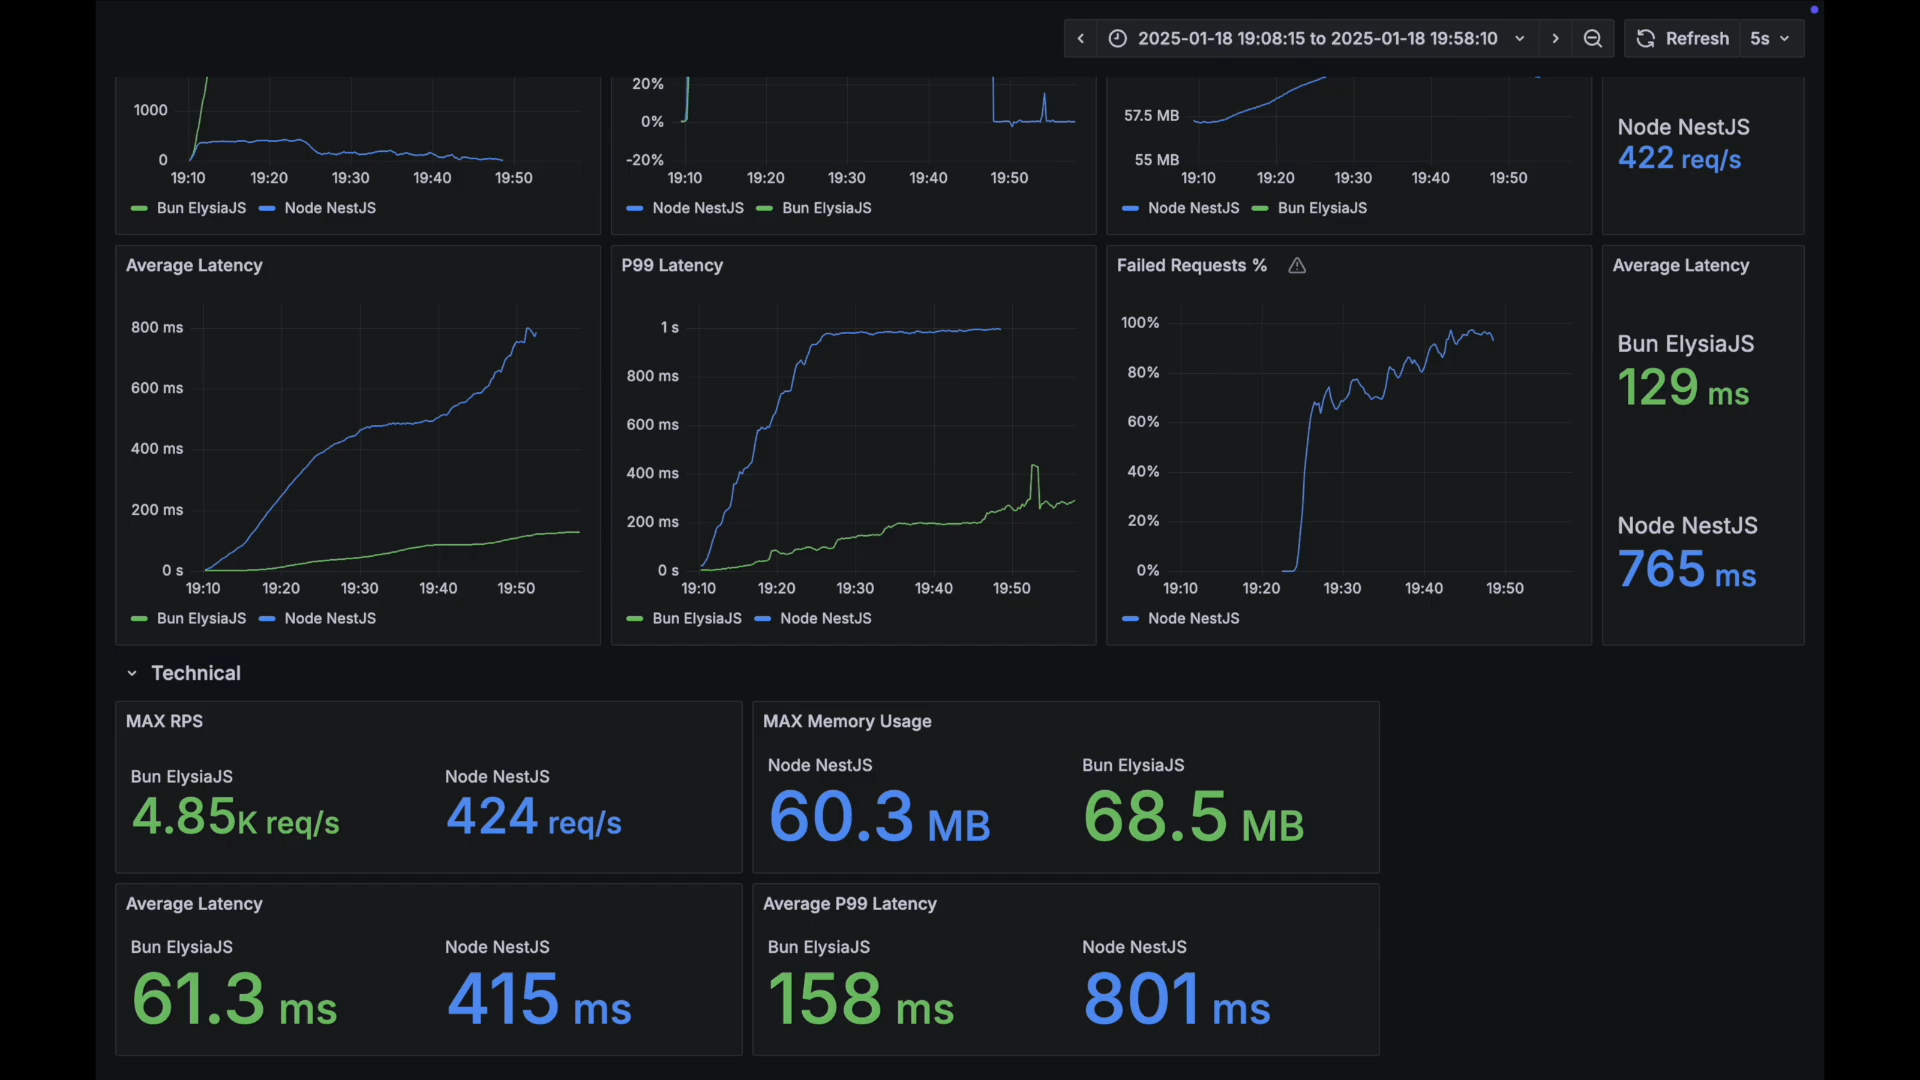 2025-01-18 19:08:15 to 2025-01-18 19:58:10
Refresh
5s
1000
0
19:10 19:20 19:30 19:40 19:50
Bun ElysiaJS Node NestJS
20%
0%
-20%
19:10 19:20 19:30 19:40 19:50
Node NestJS Bun ElysiaJS
57.5 MB
55 MB
19:10 19:20 19:30 19:40 19:50
Node NestJS Bun ElysiaJS
Node NestJS
422 req/s
Average Latency
800 ms
600 ms
400 ms
200 ms
0 s
19:10 19:20 19:30 19:40 19:50
Bun ElysiaJS Node NestJS
P99 Latency
1 s
800 ms
600 ms
400 ms
200 ms
0 s
19:10 19:20 19:30 19:40 19:50
Bun ElysiaJS Node NestJS
Failed Requests %
100%
80%
60%
40%
20%
0%
19:10 19:20 19:30 19:40 19:50
Node NestJS
Average Latency
Bun ElysiaJS
129 ms
Node NestJS
765 ms
Technical
MAX RPS
Bun ElysiaJS
4.85K req/s
Node NestJS
424 req/s
MAX Memory Usage
Node NestJS
60.3 MB
Bun ElysiaJS
68.5 MB
Average Latency
Bun ElysiaJS
61.3 ms
Node NestJS
415 ms
Average P99 Latency
Bun ElysiaJS
158 ms
Node NestJS
801 ms